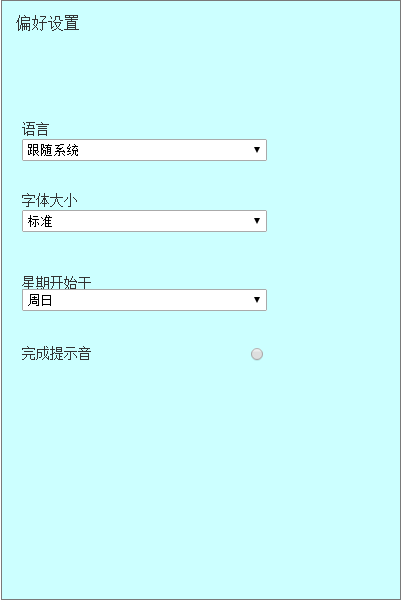 偏好设置
语言
跟随系统
字体大小
标准
星期开始于
周日
完成提示音